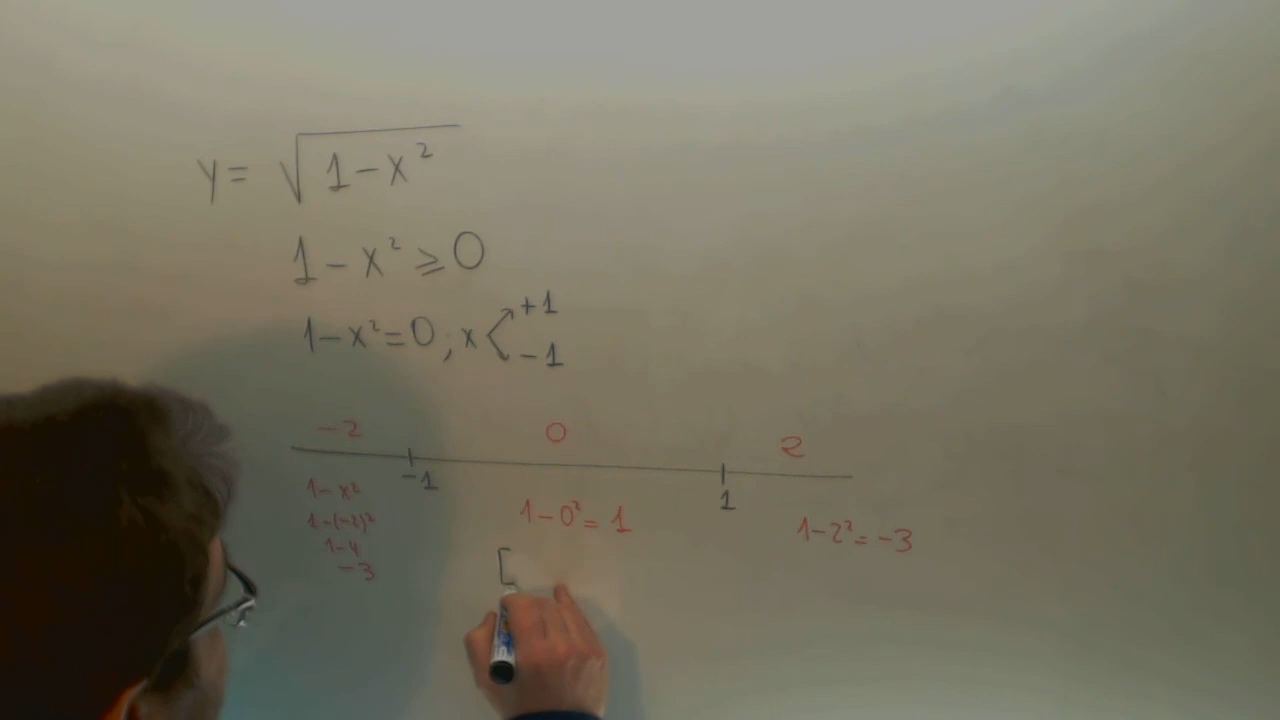 y = √1-x²
1-x² ⩾ 0
1-x²=0, x < +1
-1
-2 0 2
-1 1
1-x²
1-(-2)²
1-4
-3
1-0²= 1
1-2²= -3
[